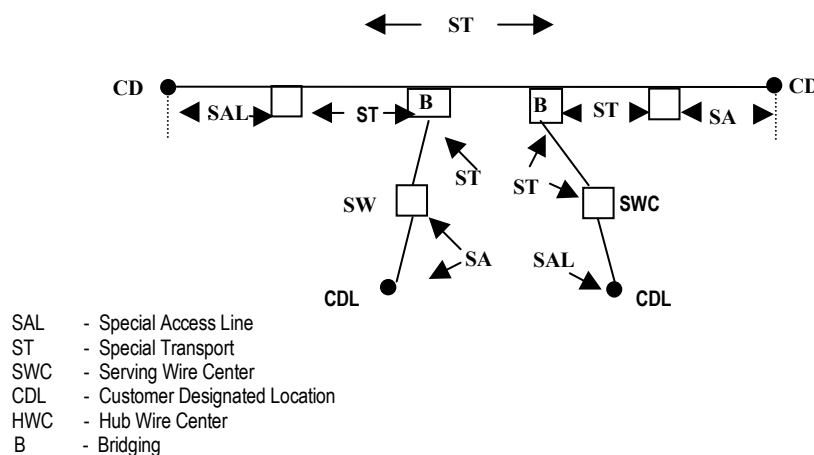 ST
CD
CD
B
B
SAL
ST
ST
SA
ST
ST
SW
SWC
SA
SAL
CDL
CDL
SAL - Special Access Line
ST - Special Transport
SWC - Serving Wire Center
CDL - Customer Designated Location
HWC - Hub Wire Center
B - Bridging